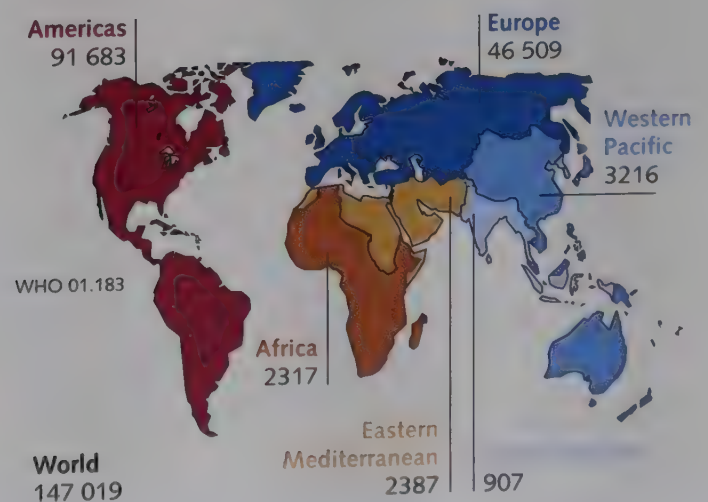 Americas
91 683
Europe
46 509
Western
Pacific
3216
WHO 01.183
Africa
2317
Eastern
Mediterranean
2387
907
World
147 019